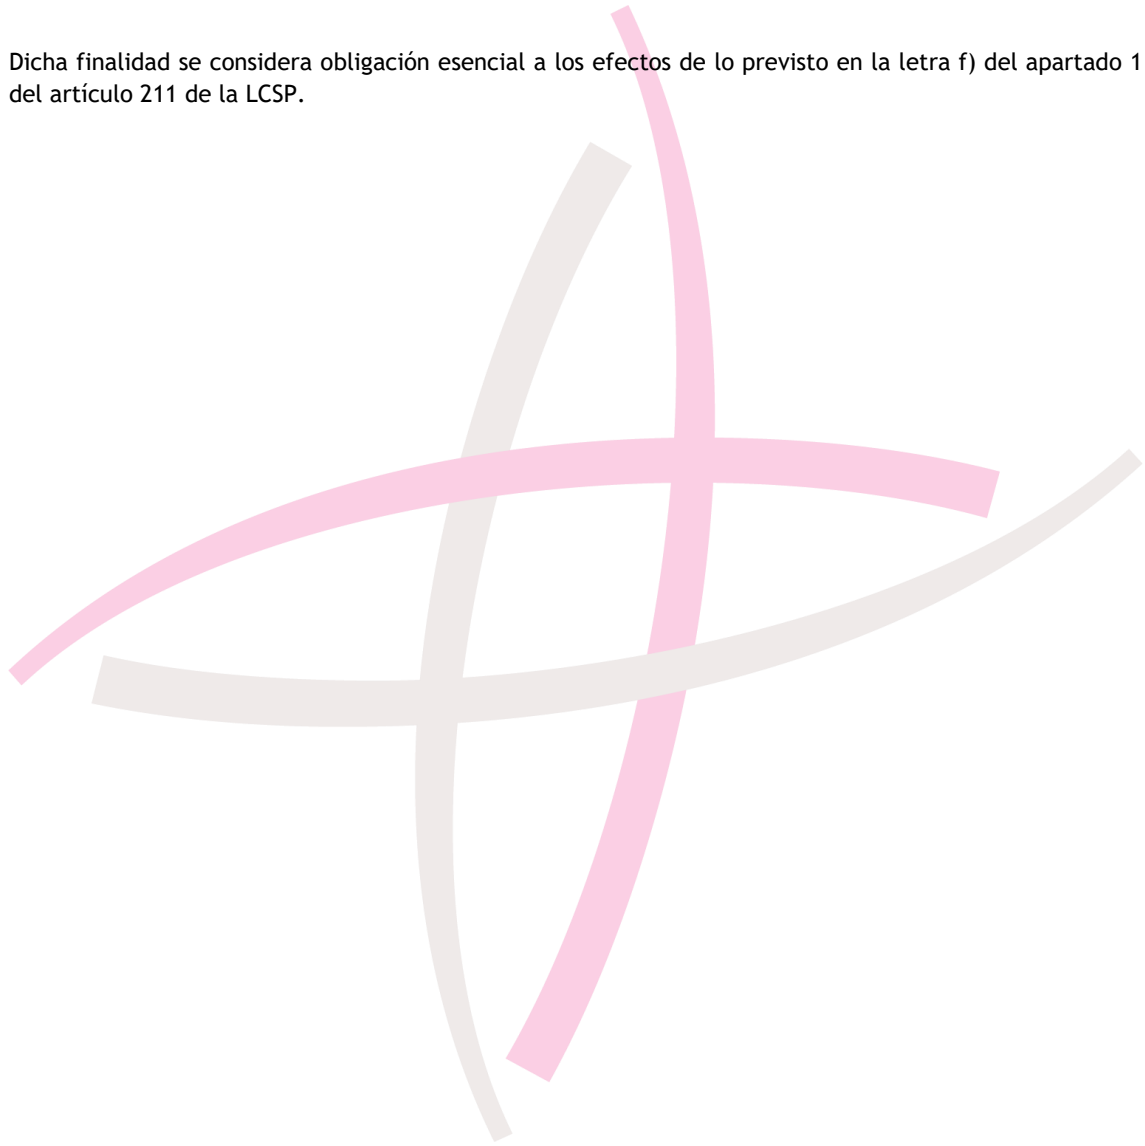 Dicha finalidad se considera obligación esencial a los efectos de lo previsto en la letra f) del apartado 1
del artículo 211 de la LCSP.